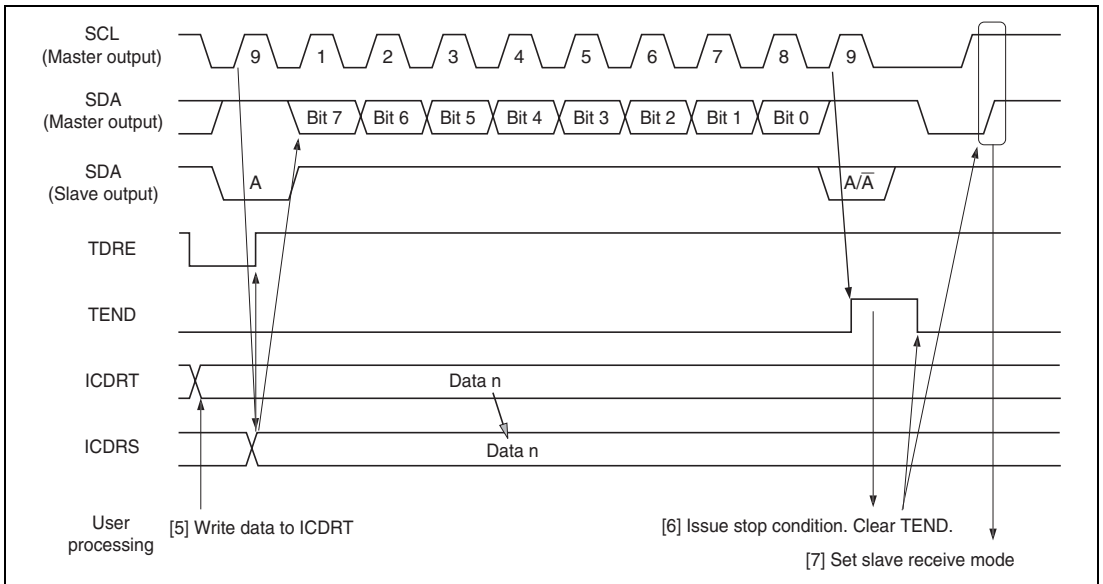 SCL
(Master output)
9 1 2 3 4 5 6 7 8 9
SDA
(Master output)
Bit 7 Bit 6 Bit 5 Bit 4 Bit 3 Bit 2 Bit 1 Bit 0
SDA
(Slave output)
A A/A̅
TDRE
TEND
ICDRT
Data n
ICDRS
Data n
User
processing
[5] Write data to ICDRT
[6] Issue stop condition. Clear TEND.
[7] Set slave receive mode